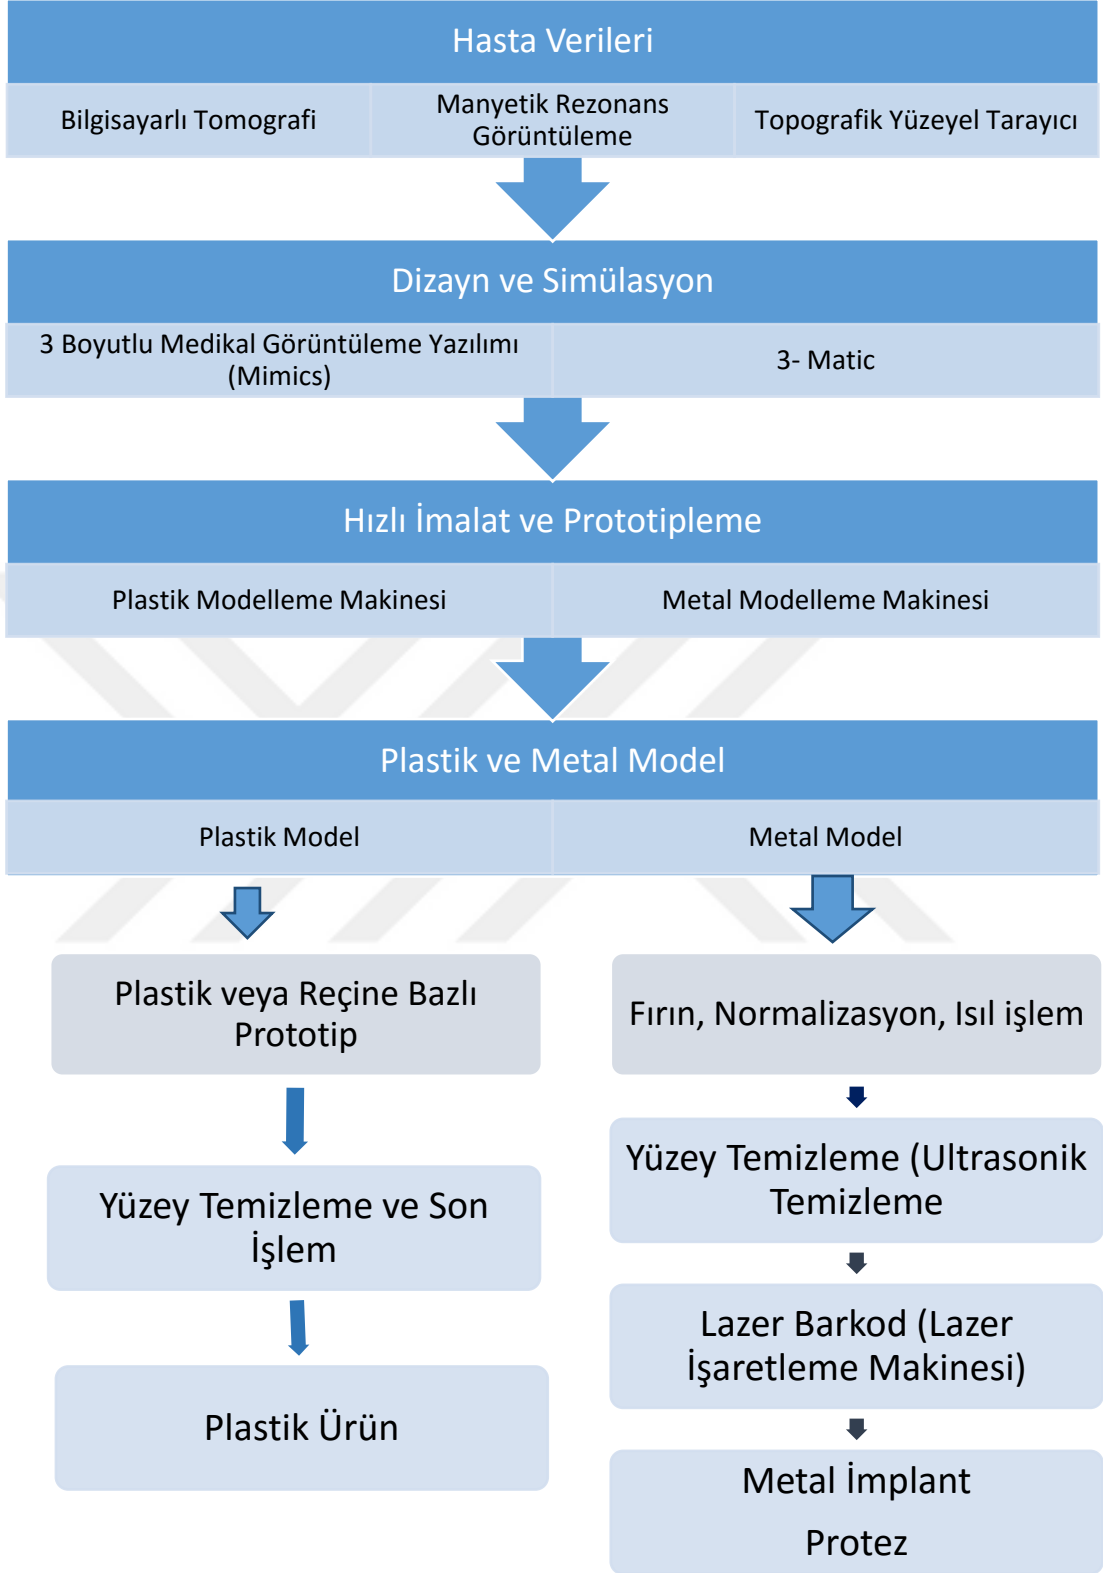 Hasta Verileri
Bilgisayarlı Tomografi
Manyetik Rezonans
Görüntüleme
Topografik Yüzeyel Tarayıcı
Dizayn ve Simülasyon
3 Boyutlu Medikal Görüntüleme Yazılımı
(Mimics)
3- Matic
Hızlı İmalat ve Prototipleme
Plastik Modelleme Makinesi
Metal Modelleme Makinesi
Plastik ve Metal Model
Plastik Model
Metal Model
Plastik veya Reçine Bazlı
Prototip
Yüzey Temizleme ve Son
İşlem
Plastik Ürün
Fırın, Normalizasyon, Isıl işlem
Yüzey Temizleme (Ultrasonik
Temizleme
Lazer Barkod (Lazer
İşaretleme Makinesi)
Metal İmplant
Protez